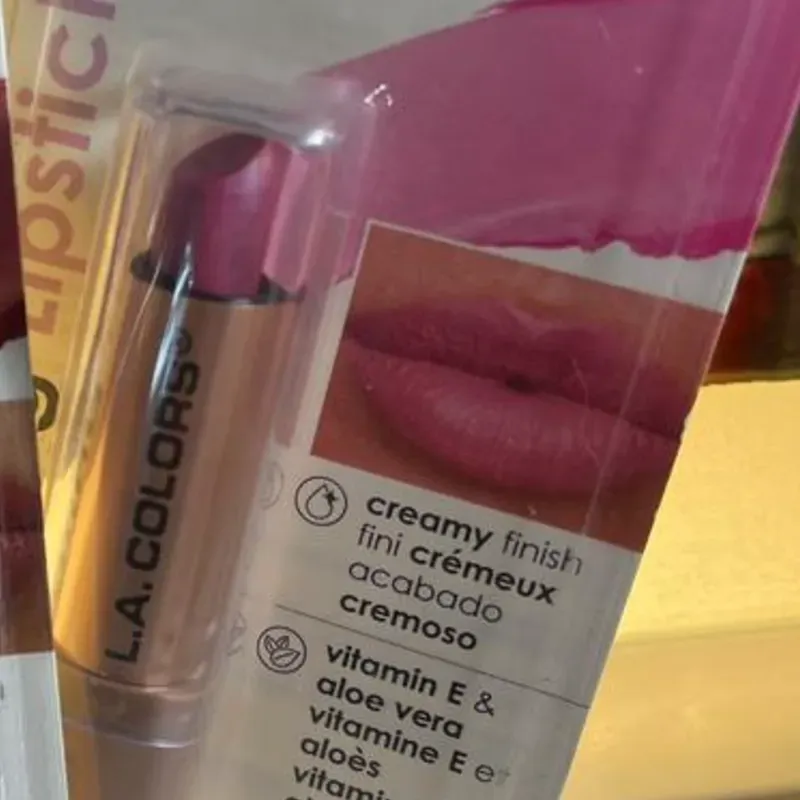 Lipstick
L.A. COLORS®
creamy finish
fini crémeux
acabado
cremoso
vitamin E &
aloe vera
vitamine E et
aloès